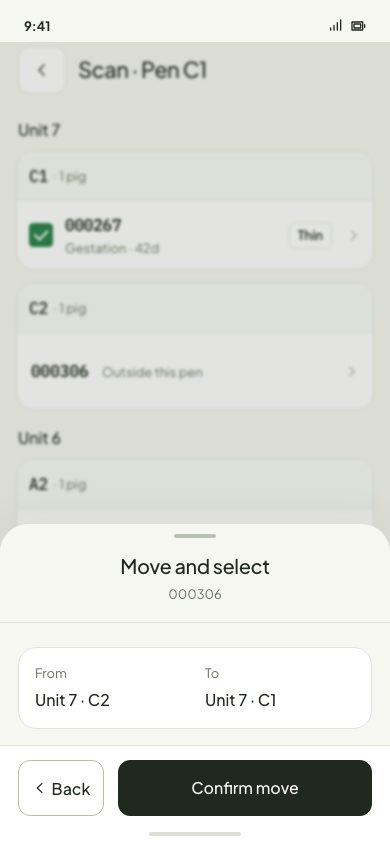 9:41
Scan · Pen C1
Unit 7
C1 · 1 pig
000267
Gestation · 42d
Thin
C2 · 1 pig
000306 Outside this pen
Unit 6
A2 · 1 pig
Move and select
000306
From To
Unit 7 · C2 Unit 7 · C1
Back Confirm move